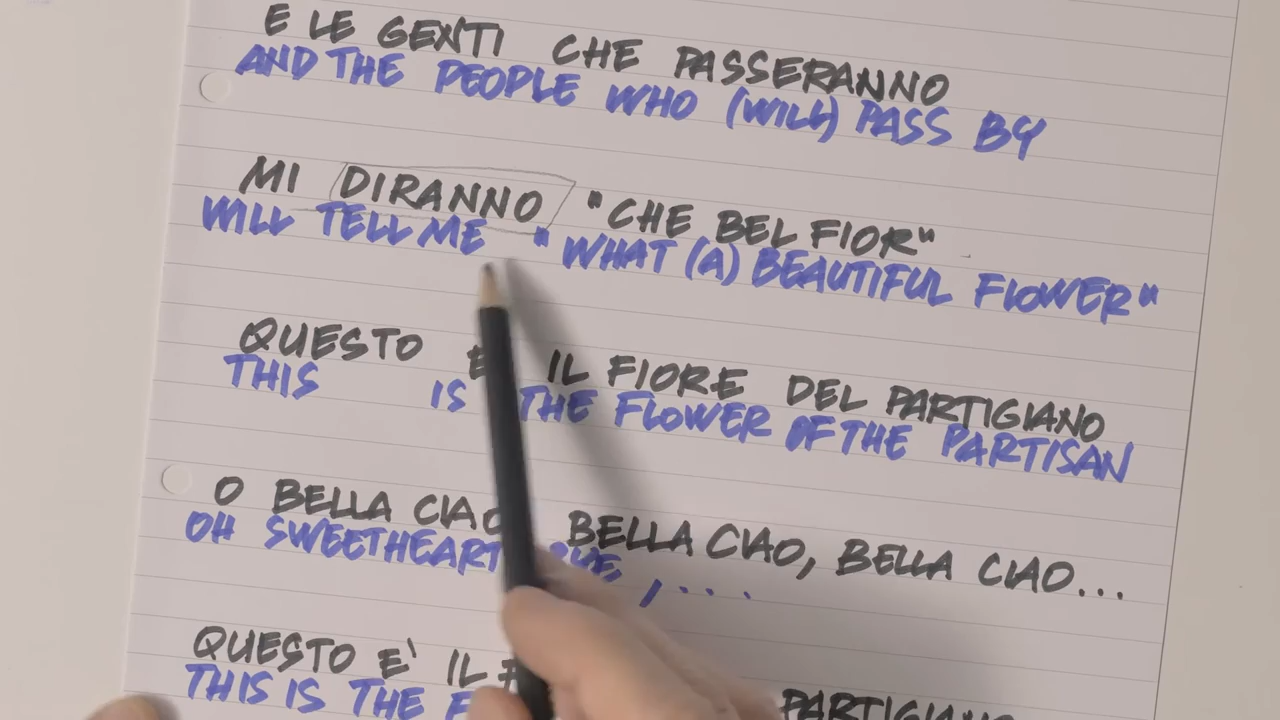 E LE GENTI CHE PASSERANNO
AND THE PEOPLE WHO (WILL) PASS BY
MI DIRANNO "CHE BEL FIOR"
WILL TELL ME "WHAT (A) BEAUTIFUL FLOWER"
QUESTO IL FIORE DEL PARTIGIANO
THIS IS THE FLOWER OF THE PARTISAN
O BELLA CIAO BELLA CIAO, BELLA CIAO...
OH SWEETHEART , ....
QUESTO E' IL PARTIGIANO
THIS IS THE